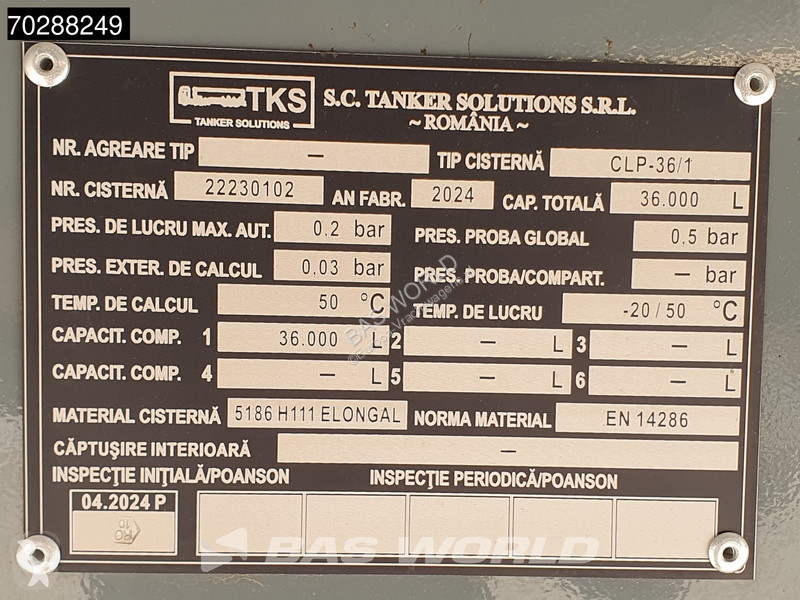 70288249
TKS
TANKER SOLUTIONS
S.C. TANKER SOLUTIONS S.R.L.
~ROMÂNIA~
NR. AGREARE TIP – TIP CISTERNĂ CLP-36/1
NR. CISTERNĂ 22230102 AN FABR. 2024 CAP. TOTALĂ 36.000 L
PRES. DE LUCRU MAX. AUT. 0.2 bar PRES. PROBA GLOBAL 0.5 bar
PRES. EXTER. DE CALCUL 0.03 bar PRES. PROBA/COMPART. – bar
TEMP. DE CALCUL 50 °C TEMP. DE LUCRU -20 / 50 °C
CAPACIT. COMP. 1 36.000 L 2 – L 3 – L
CAPACIT. COMP. 4 – L 5 – L 6 – L
MATERIAL CISTERNĂ 5186 H111 ELONGAL NORMA MATERIAL EN 14286
CĂPTUŞIRE INTERIOARĂ –
INSPECŢIE INIŢIALĂ/POANSON INSPECŢIE PERIODICĂ/POANSON
04.2024 P
RO
10
BAS WORLD
BAS WORLD